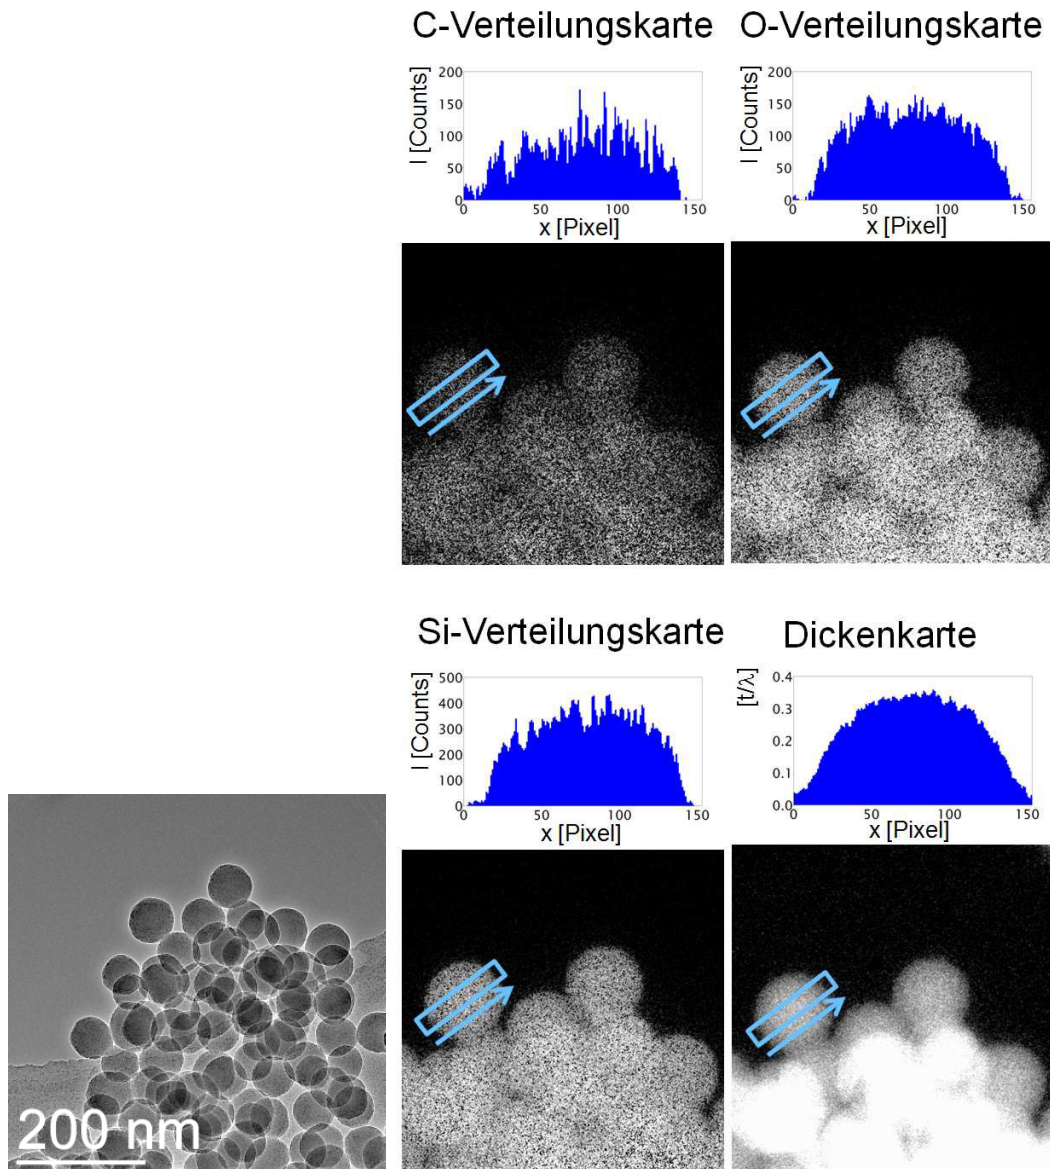 C-Verteilungskarte
O-Verteilungskarte
I [Counts]
200
150
100
50
0
0
50
100
150
x [Pixel]
I [Counts]
200
150
100
50
0
0
50
100
150
x [Pixel]
Si-Verteilungskarte
Dickenkarte
I [Counts]
500
400
300
200
100
0
0
50
100
150
x [Pixel]
[t/λ]
0.4
0.3
0.2
0.1
0.0
0
50
100
150
x [Pixel]
200 nm